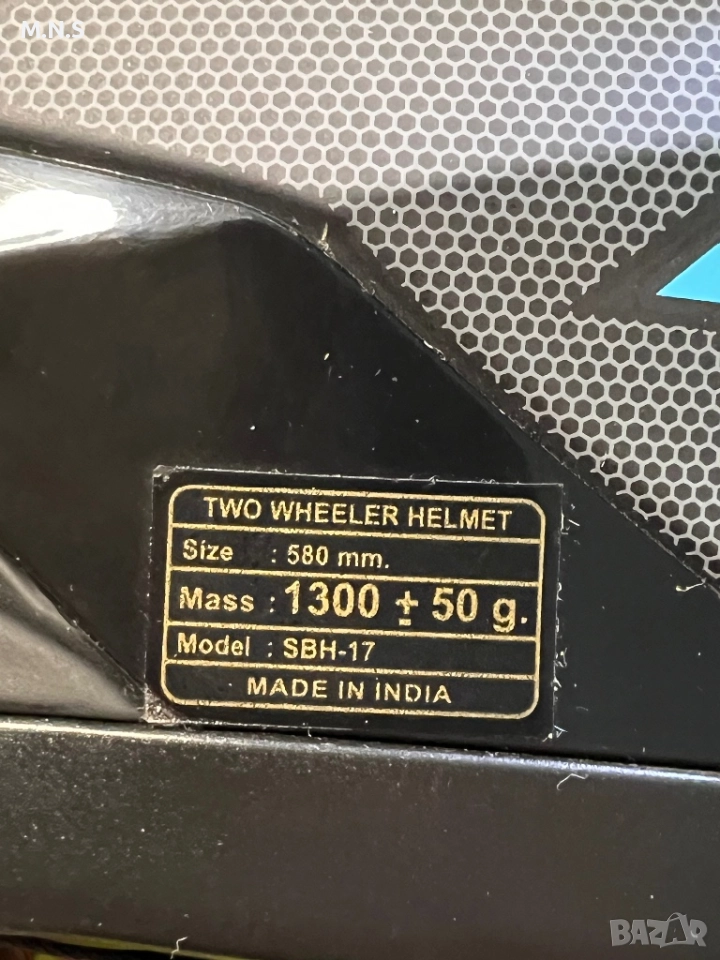 M.N.S
TWO WHEELER HELMET
Size : 580 mm.
Mass : 1300 ± 50 g.
Model : SBH-17
MADE IN INDIA
BAZAR